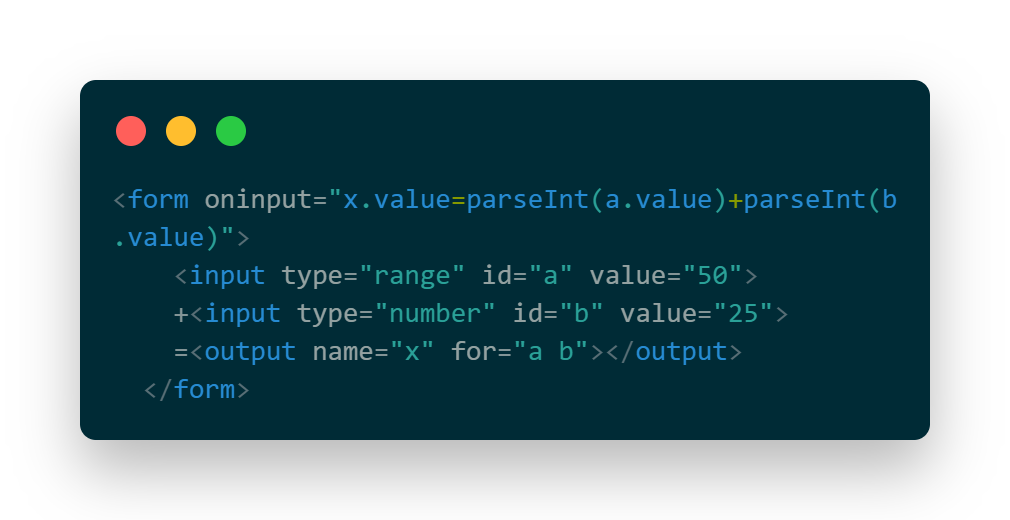 <form oninput="x.value=parseInt(a.value)+parseInt(b
.value)">
    <input type="range" id="a" value="50">
    +<input type="number" id="b" value="25">
    =<output name="x" for="a b"></output>
  </form>